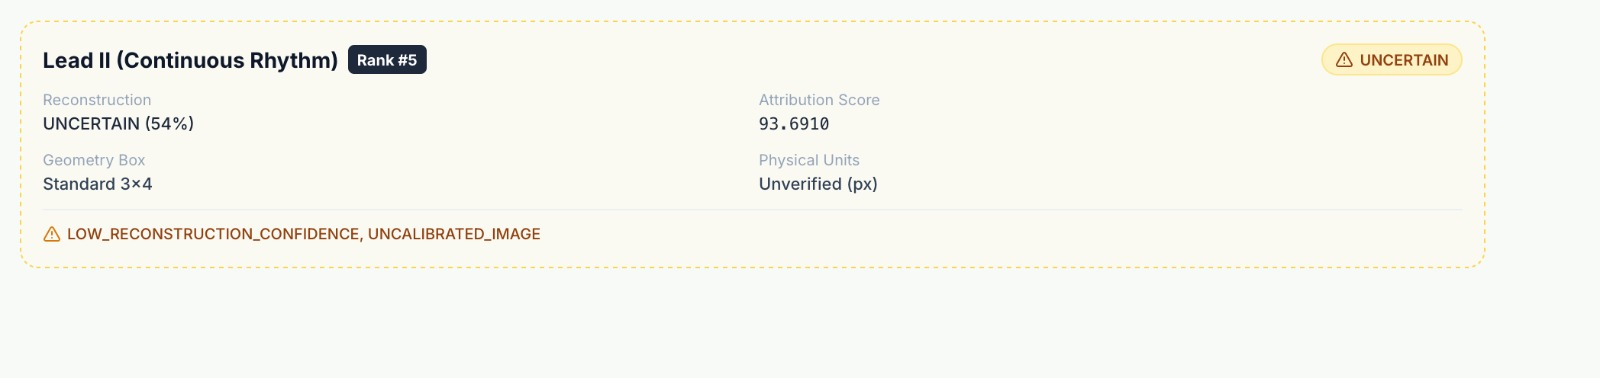 Lead II (Continuous Rhythm) Rank #5 UNCERTAIN
Reconstruction Attribution Score
UNCERTAIN (54%) 93.6910
Geometry Box Physical Units
Standard 3×4 Unverified (px)
LOW_RECONSTRUCTION_CONFIDENCE, UNCALIBRATED_IMAGE